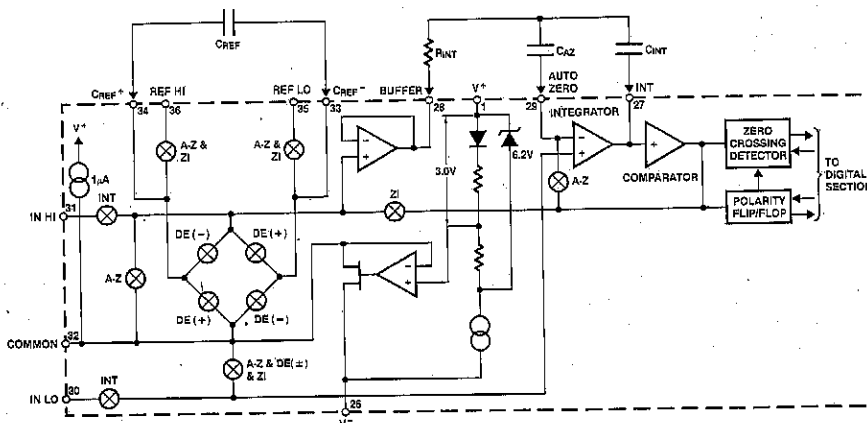 CREF
RINT
CAZ
CINT
CREF+ REF HI REF LO CREF- BUFFER V+ AUTO ZERO INT
34 36 35 33 28 1 29 27
V+
1μA
A-Z & ZI
A-Z & ZI
3.0V
6.2V
INTEGRATOR
A-Z
COMPARATOR
ZERO CROSSING DETECTOR
POLARITY FLIP/FLOP
TO DIGITAL SECTION
IN HI 31 INT
ZI
DE(-) DE(+)
A-Z
DE(+) DE(-)
COMMON 32
A-Z & DE(±) & ZI
IN LO 30 INT
26
V-